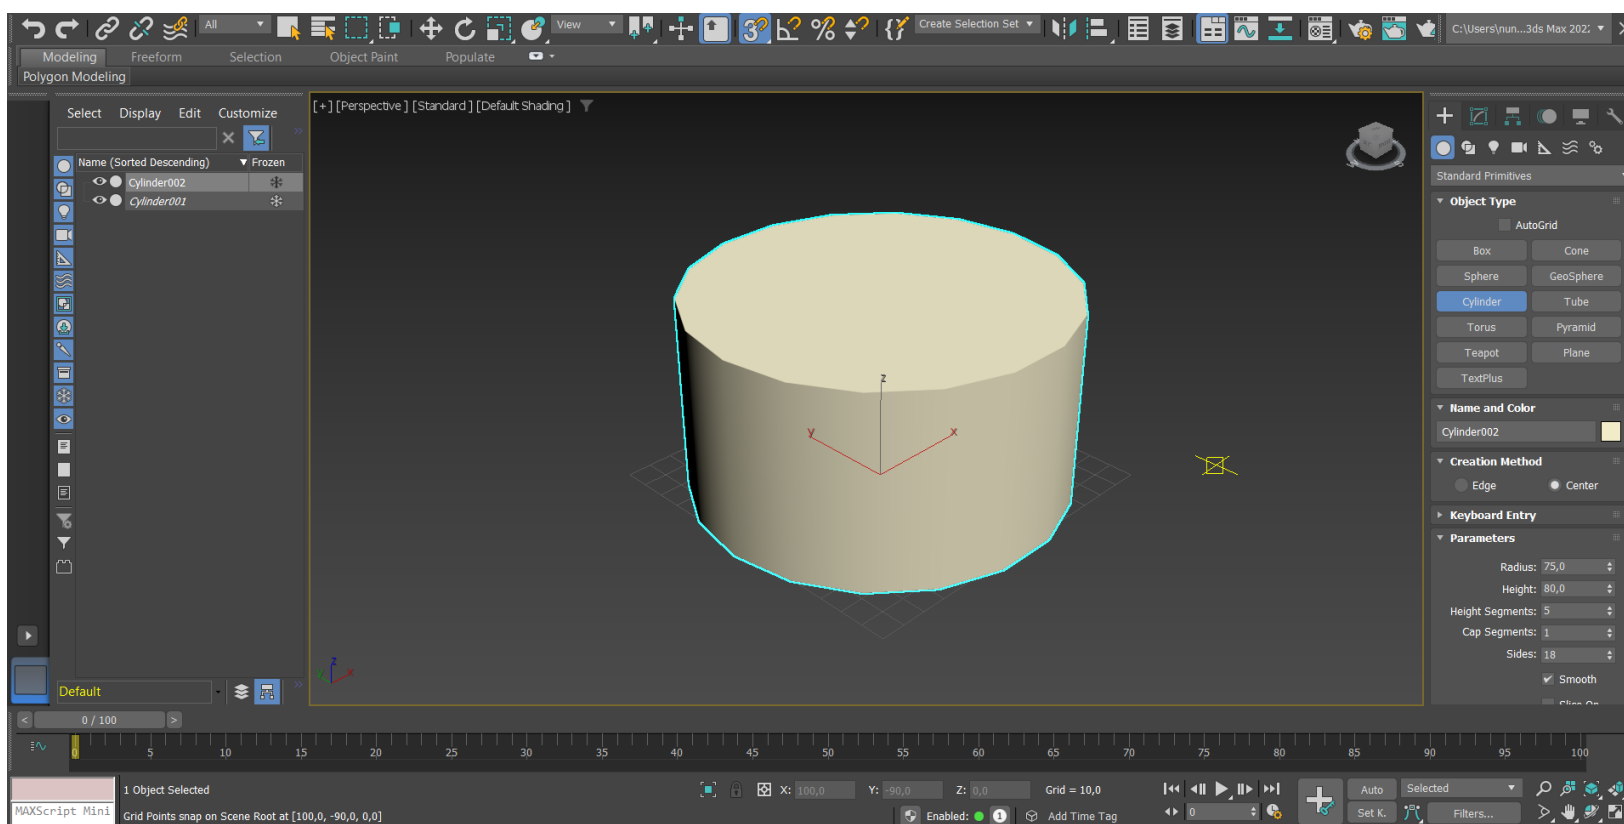 All
View
Create Selection Set
C:\Users\nun...3ds Max 202:
Modeling Freeform Selection Object Paint Populate
Polygon Modeling
Select Display Edit Customize
Name (Sorted Descending) Frozen
Cylinder002
Cylinder001
Default
[+] [Perspective ] [Standard ] [Default Shading ]
z
y
x
z
x
Standard Primitives
Object Type
AutoGrid
Box Cone
Sphere GeoSphere
Cylinder Tube
Torus Pyramid
Teapot Plane
TextPlus
Name and Color
Cylinder002
Creation Method
Edge Center
Keyboard Entry
Parameters
Radius: 75,0
Height: 80,0
Height Segments: 5
Cap Segments: 1
Sides: 18
Smooth
Slice On
< 0 / 100 >
0 5 10 15 20 25 30 35 40 45 50 55 60 65 70 75 80 85 90 95 100
1 Object Selected X: 100,0 Y: -90,0 Z: 0,0 Grid = 10,0 Auto Selected
MAXScript Mini Grid Points snap on Scene Root at [100,0, -90,0, 0,0] Enabled: 1 Add Time Tag 0 Set K. Filters...